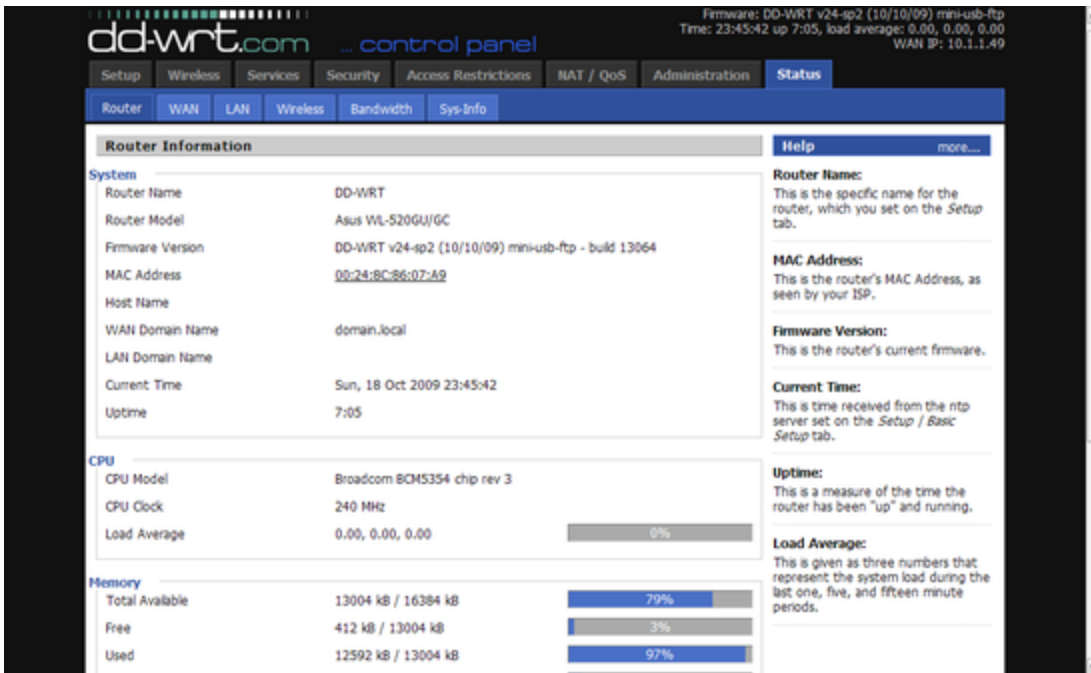 Firmware: DD-WRT v24-sp2 (10/10/09) mini-usb-ftp
Time: 23:45:42 up 7:05, load average: 0.00, 0.00, 0.00
WAN IP: 10.1.1.49
dd-wrt.com ... control panel
Setup Wireless Services Security Access Restrictions NAT / QoS Administration Status
Router WAN LAN Wireless Bandwidth Sys-Info
Router Information
System
Router Name DD-WRT
Router Model Asus WL-520GU/GC
Firmware Version DD-WRT v24-sp2 (10/10/09) mini-usb-ftp - build 13064
MAC Address 00:24:8C:86:07:A9
Host Name
WAN Domain Name domain.local
LAN Domain Name
Current Time Sun, 18 Oct 2009 23:45:42
Uptime 7:05
CPU
CPU Model Broadcom BCM5354 chip rev 3
CPU Clock 240 MHz
Load Average 0.00, 0.00, 0.00 0%
Memory
Total Available 13004 kB / 16384 kB 79%
Free 412 kB / 13004 kB 3%
Used 12592 kB / 13004 kB 97%
Help more...
Router Name:
This is the specific name for the
router, which you set on the Setup
tab.
MAC Address:
This is the router's MAC Address, as
seen by your ISP.
Firmware Version:
This is the router's current firmware.
Current Time:
This is time received from the ntp
server set on the Setup / Basic
Setup tab.
Uptime:
This is a measure of the time the
router has been "up" and running.
Load Average:
This is given as three numbers that
represent the system load during the
last one, five, and fifteen minute
periods.